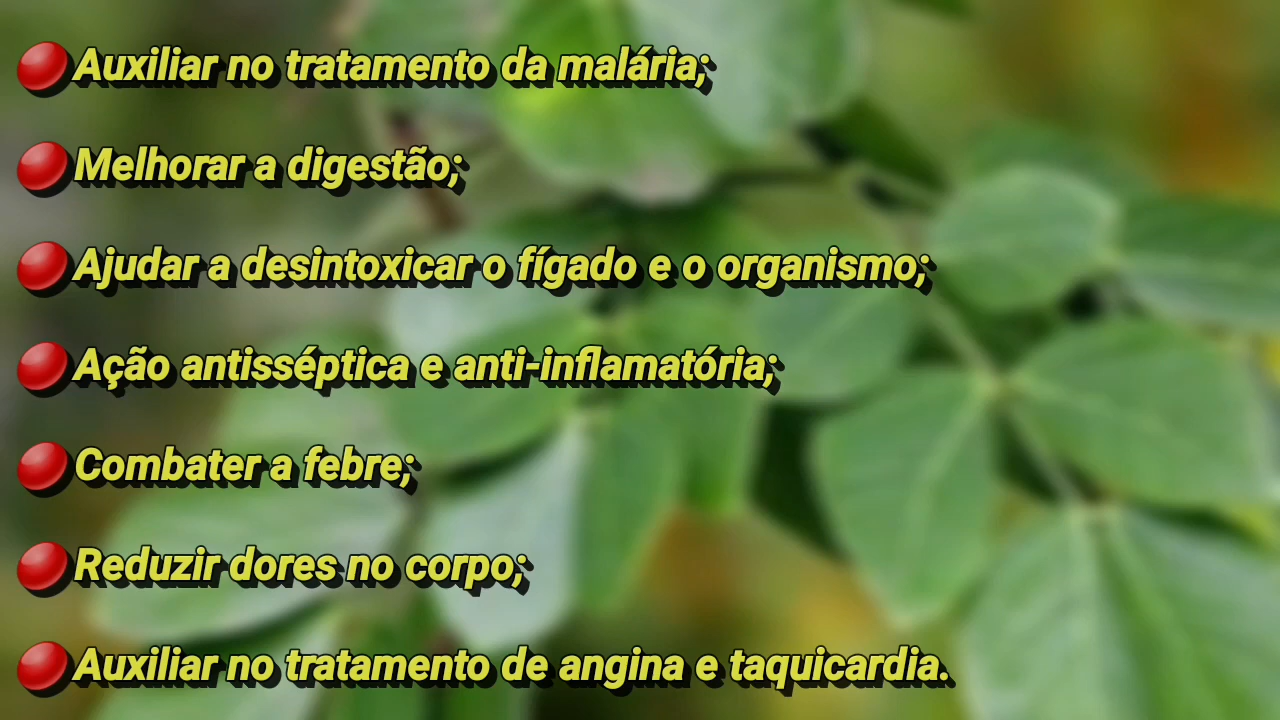 Auxiliar no tratamento da malária;
Melhorar a digestão;
Ajudar a desintoxicar o fígado e o organismo;
Ação antisséptica e anti-inflamatória;
Combater a febre;
Reduzir dores no corpo;
Auxiliar no tratamento de angina e taquicardia.